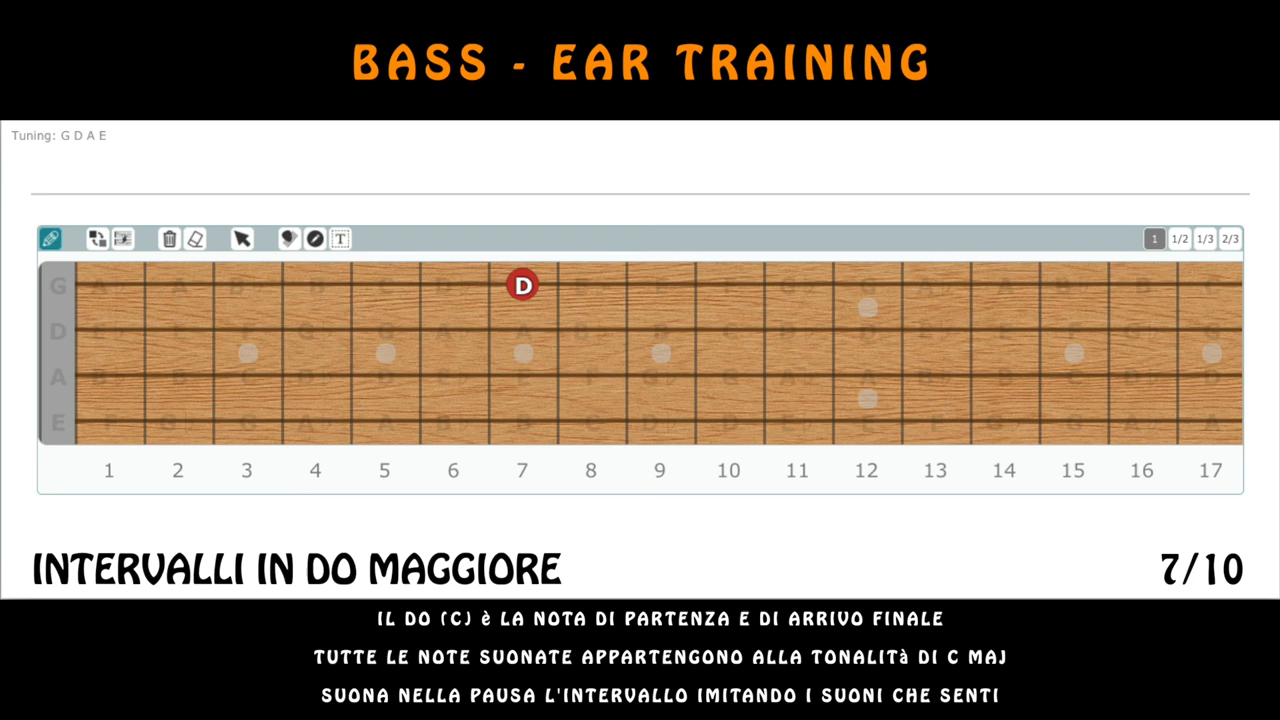 BASS - EAR TRAINING
Tuning: G D A E
T
1 1/2 1/3 2/3
G D
D
A
E
1 2 3 4 5 6 7 8 9 10 11 12 13 14 15 16 17
INTERVALLI IN DO MAGGIORE
7/10
IL DO (C) è LA NOTA DI PARTENZA E DI ARRIVO FINALE
TUTTE LE NOTE SUONATE APPARTENGONO ALLA TONALITà DI C MAJ
SUONA NELLA PAUSA L'INTERVALLO IMITANDO I SUONI CHE SENTI